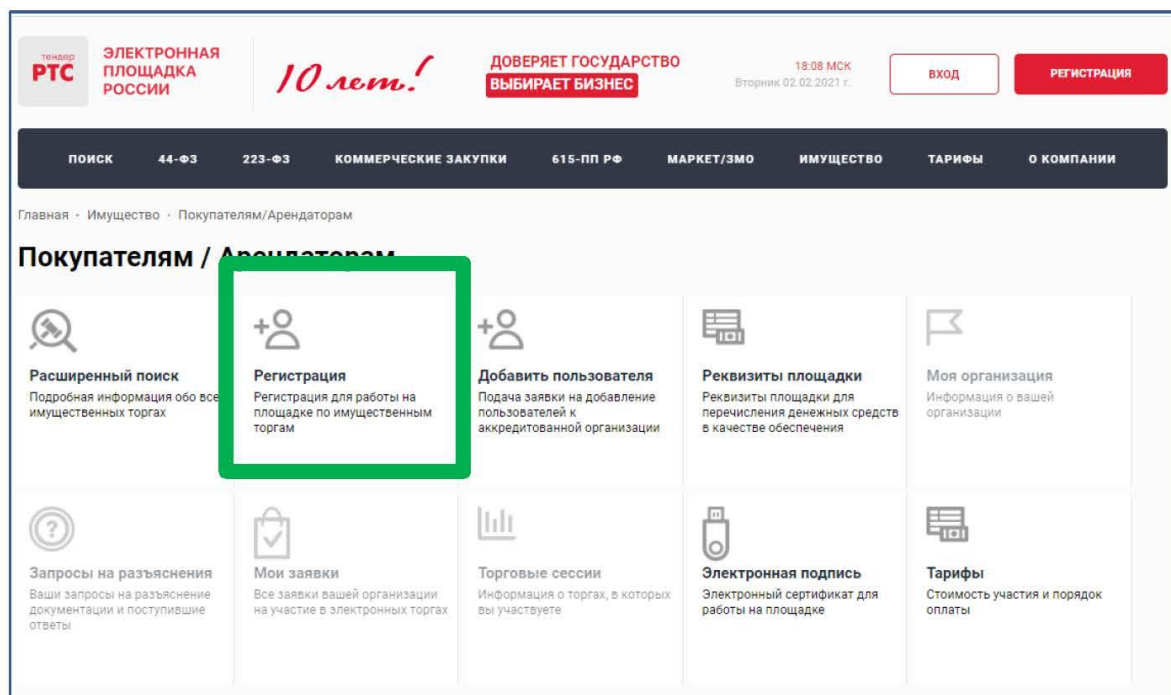 тендер
РТС
ЭЛЕКТРОННАЯ
ПЛОЩАДКА
РОССИИ
10 лет!
ДОВЕРЯЕТ ГОСУДАРСТВО
ВЫБИРАЕТ БИЗНЕС
18:08 МСК
Вторник 02.02.2021 г.
ВХОД
РЕГИСТРАЦИЯ
ПОИСК 44-ФЗ 223-ФЗ КОММЕРЧЕСКИЕ ЗАКУПКИ 615-ПП РФ МАРКЕТ/ЗМО ИМУЩЕСТВО ТАРИФЫ О КОМПАНИИ
Главная · Имущество · Покупателям/Арендаторам
Покупателям / Арендаторам
Расширенный поиск
Подробная информация обо все
имущественных торгах
Регистрация
Регистрация для работы на
площадке по имущественным
торгам
Добавить пользователя
Подача заявки на добавление
пользователей к
аккредитованной организации
Реквизиты площадки
Реквизиты площадки для
перечисления денежных средств
в качестве обеспечения
Моя организация
Информация о вашей
организации
Запросы на разъяснения
Ваши запросы на разъяснение
документации и поступившие
ответы
Мои заявки
Все заявки вашей организации
на участие в электронных торгах
Торговые сессии
Информация о торгах, в которых
вы участвуете
Электронная подпись
Электронный сертификат для
работы на площадке
Тарифы
Стоимость участия и порядок
оплаты